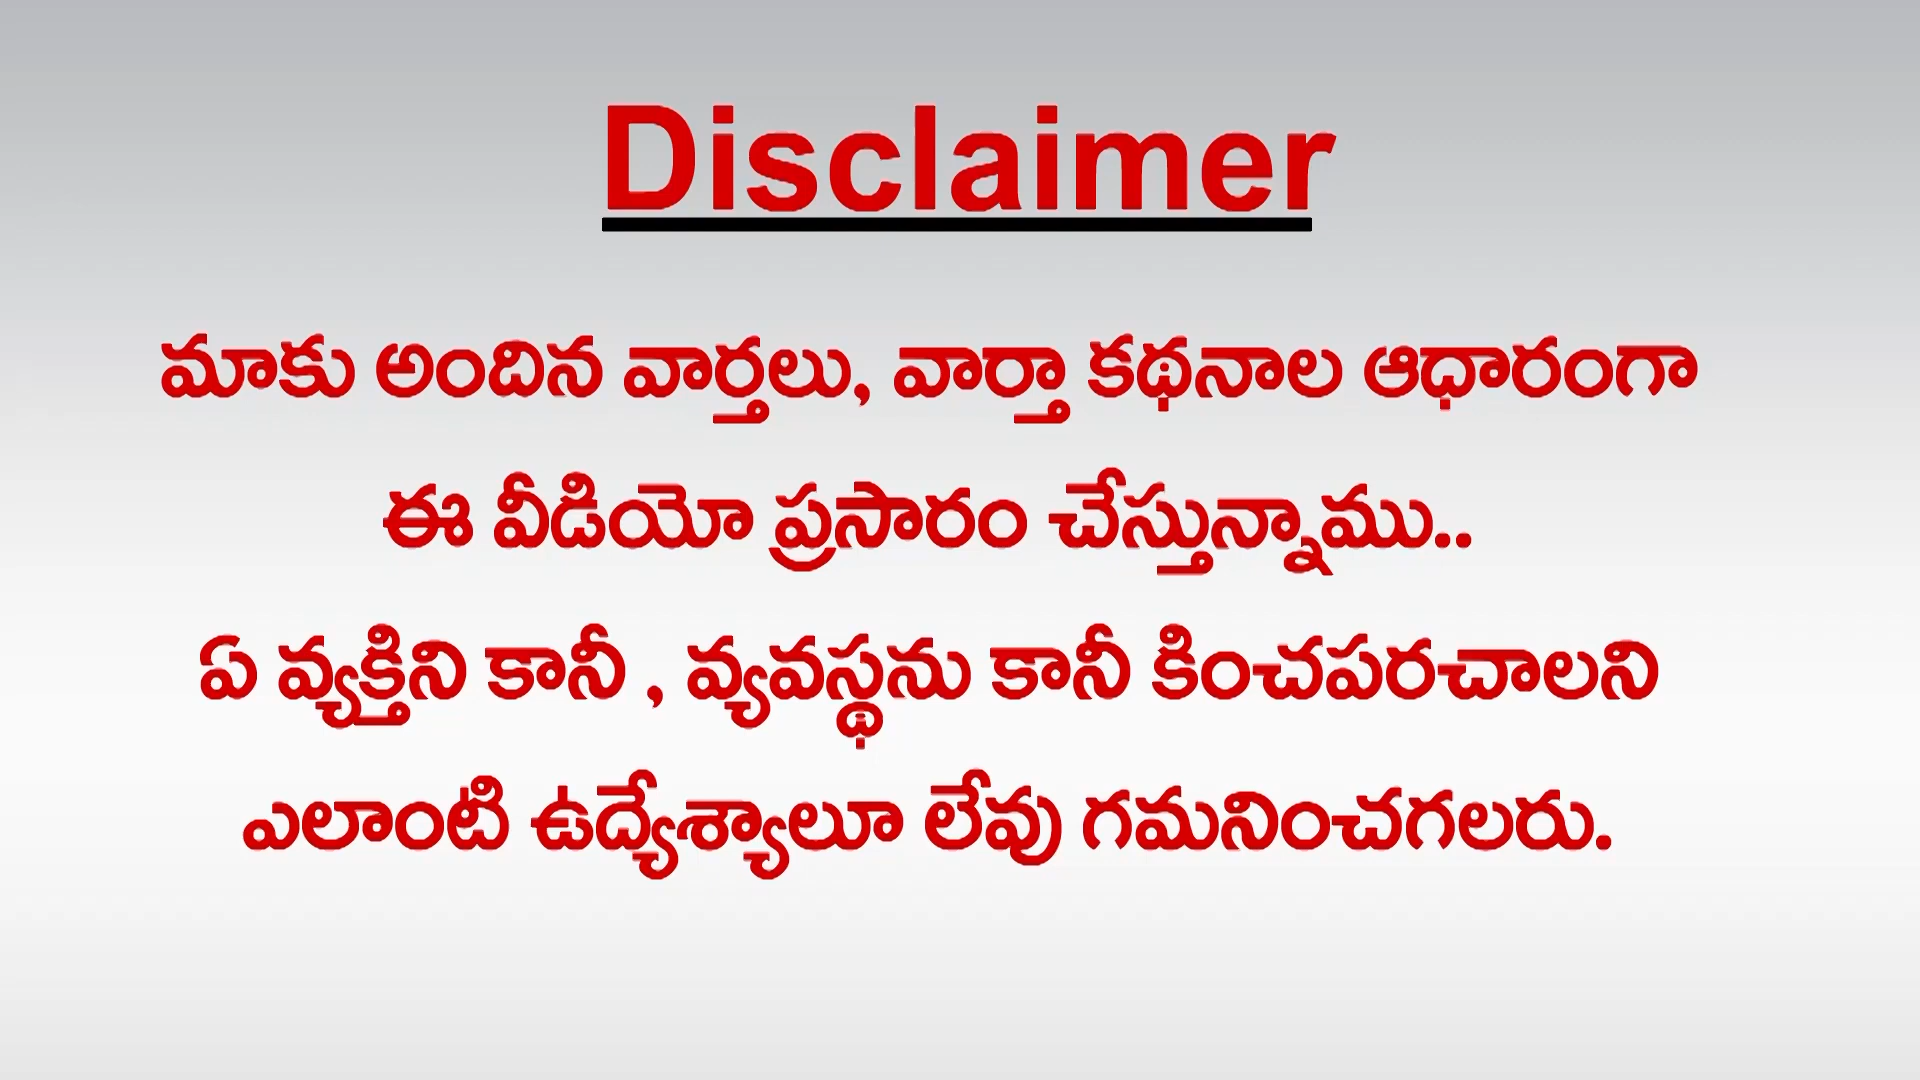 Disclaimer
మాకు అందిన వార్తలు, వార్తా కథనాల ఆధారంగా
ఈ వీడియో ప్రసారం చేస్తున్నాము..
ఏ వ్యక్తిని కానీ , వ్యవస్థను కానీ కించపరచాలని
ఎలాంటి ఉద్యేశ్యాలూ లేవు గమనించగలరు.